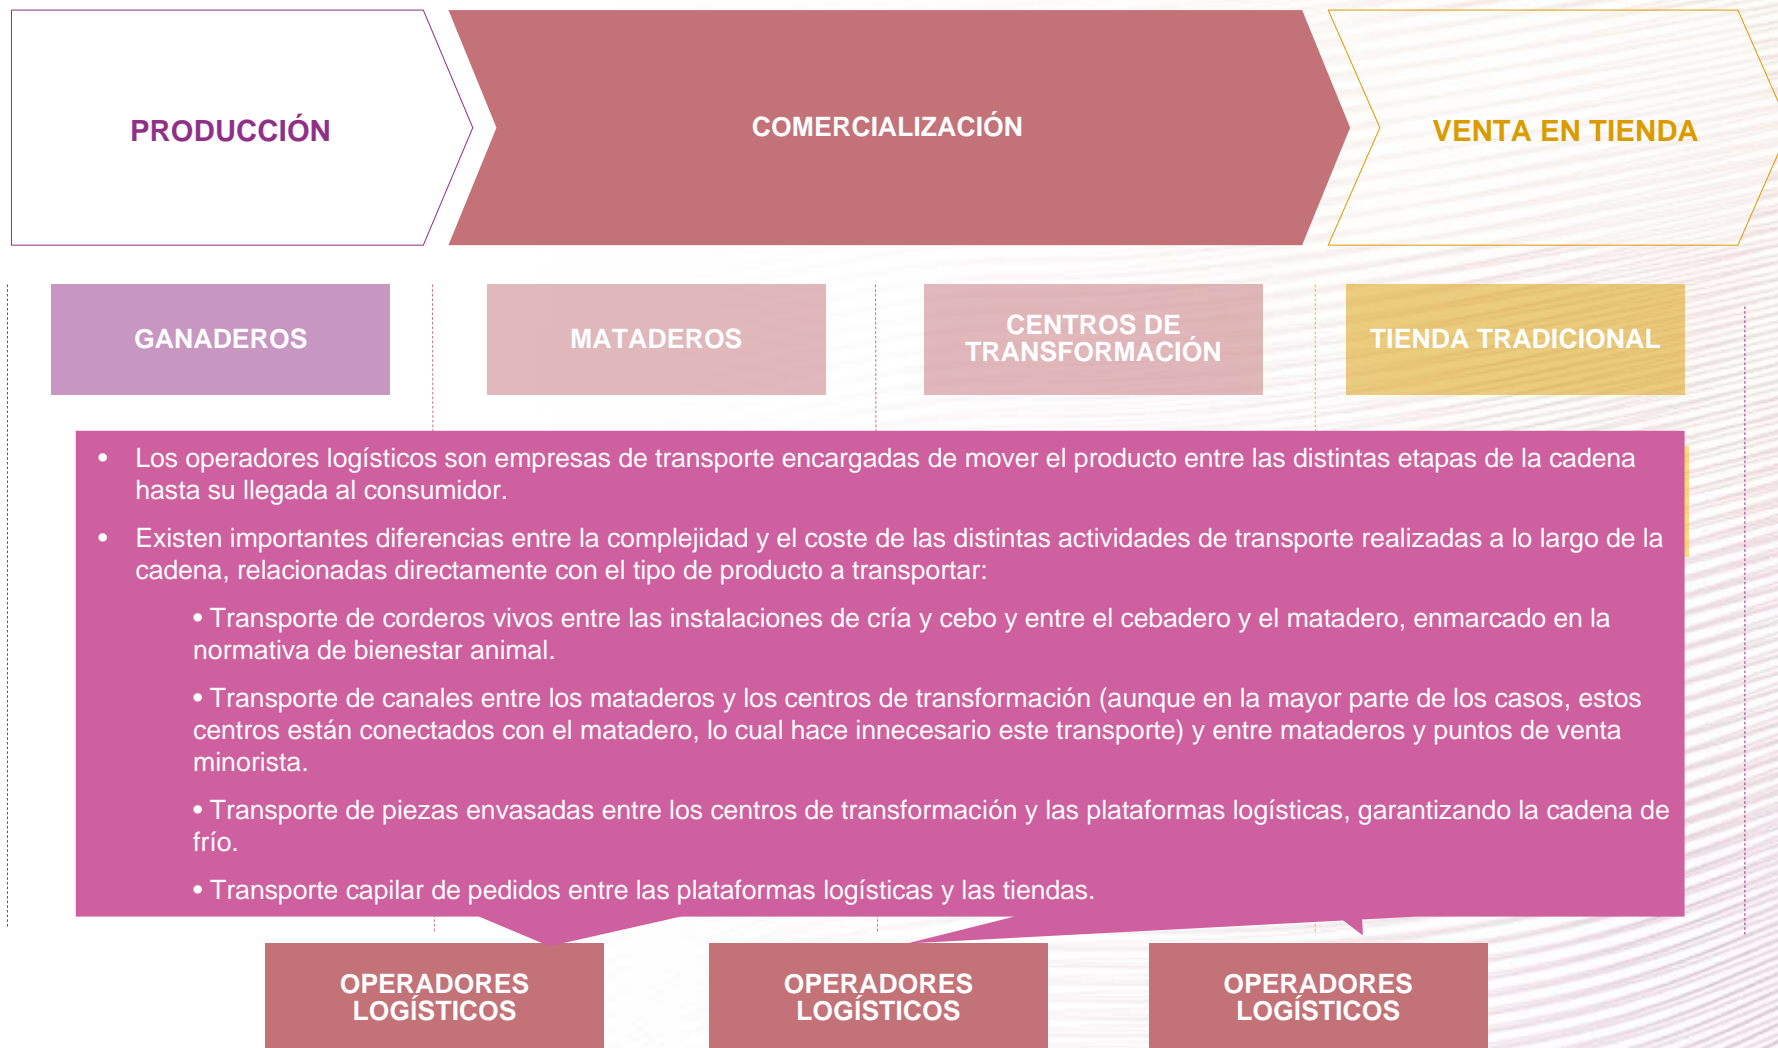 PRODUCCIÓN
COMERCIALIZACIÓN
VENTA EN TIENDA
GANADEROS
MATADEROS
CENTROS DE
TRANSFORMACIÓN
TIENDA TRADICIONAL
• Los operadores logísticos son empresas de transporte encargadas de mover el producto entre las distintas etapas de la cadena
hasta su llegada al consumidor.
• Existen importantes diferencias entre la complejidad y el coste de las distintas actividades de transporte realizadas a lo largo de la
cadena, relacionadas directamente con el tipo de producto a transportar:
• Transporte de corderos vivos entre las instalaciones de cría y cebo y entre el cebadero y el matadero, enmarcado en la
normativa de bienestar animal.
• Transporte de canales entre los mataderos y los centros de transformación (aunque en la mayor parte de los casos, estos
centros están conectados con el matadero, lo cual hace innecesario este transporte) y entre mataderos y puntos de venta
minorista.
• Transporte de piezas envasadas entre los centros de transformación y las plataformas logísticas, garantizando la cadena de
frío.
• Transporte capilar de pedidos entre las plataformas logísticas y las tiendas.
OPERADORES
LOGÍSTICOS
OPERADORES
LOGÍSTICOS
OPERADORES
LOGÍSTICOS